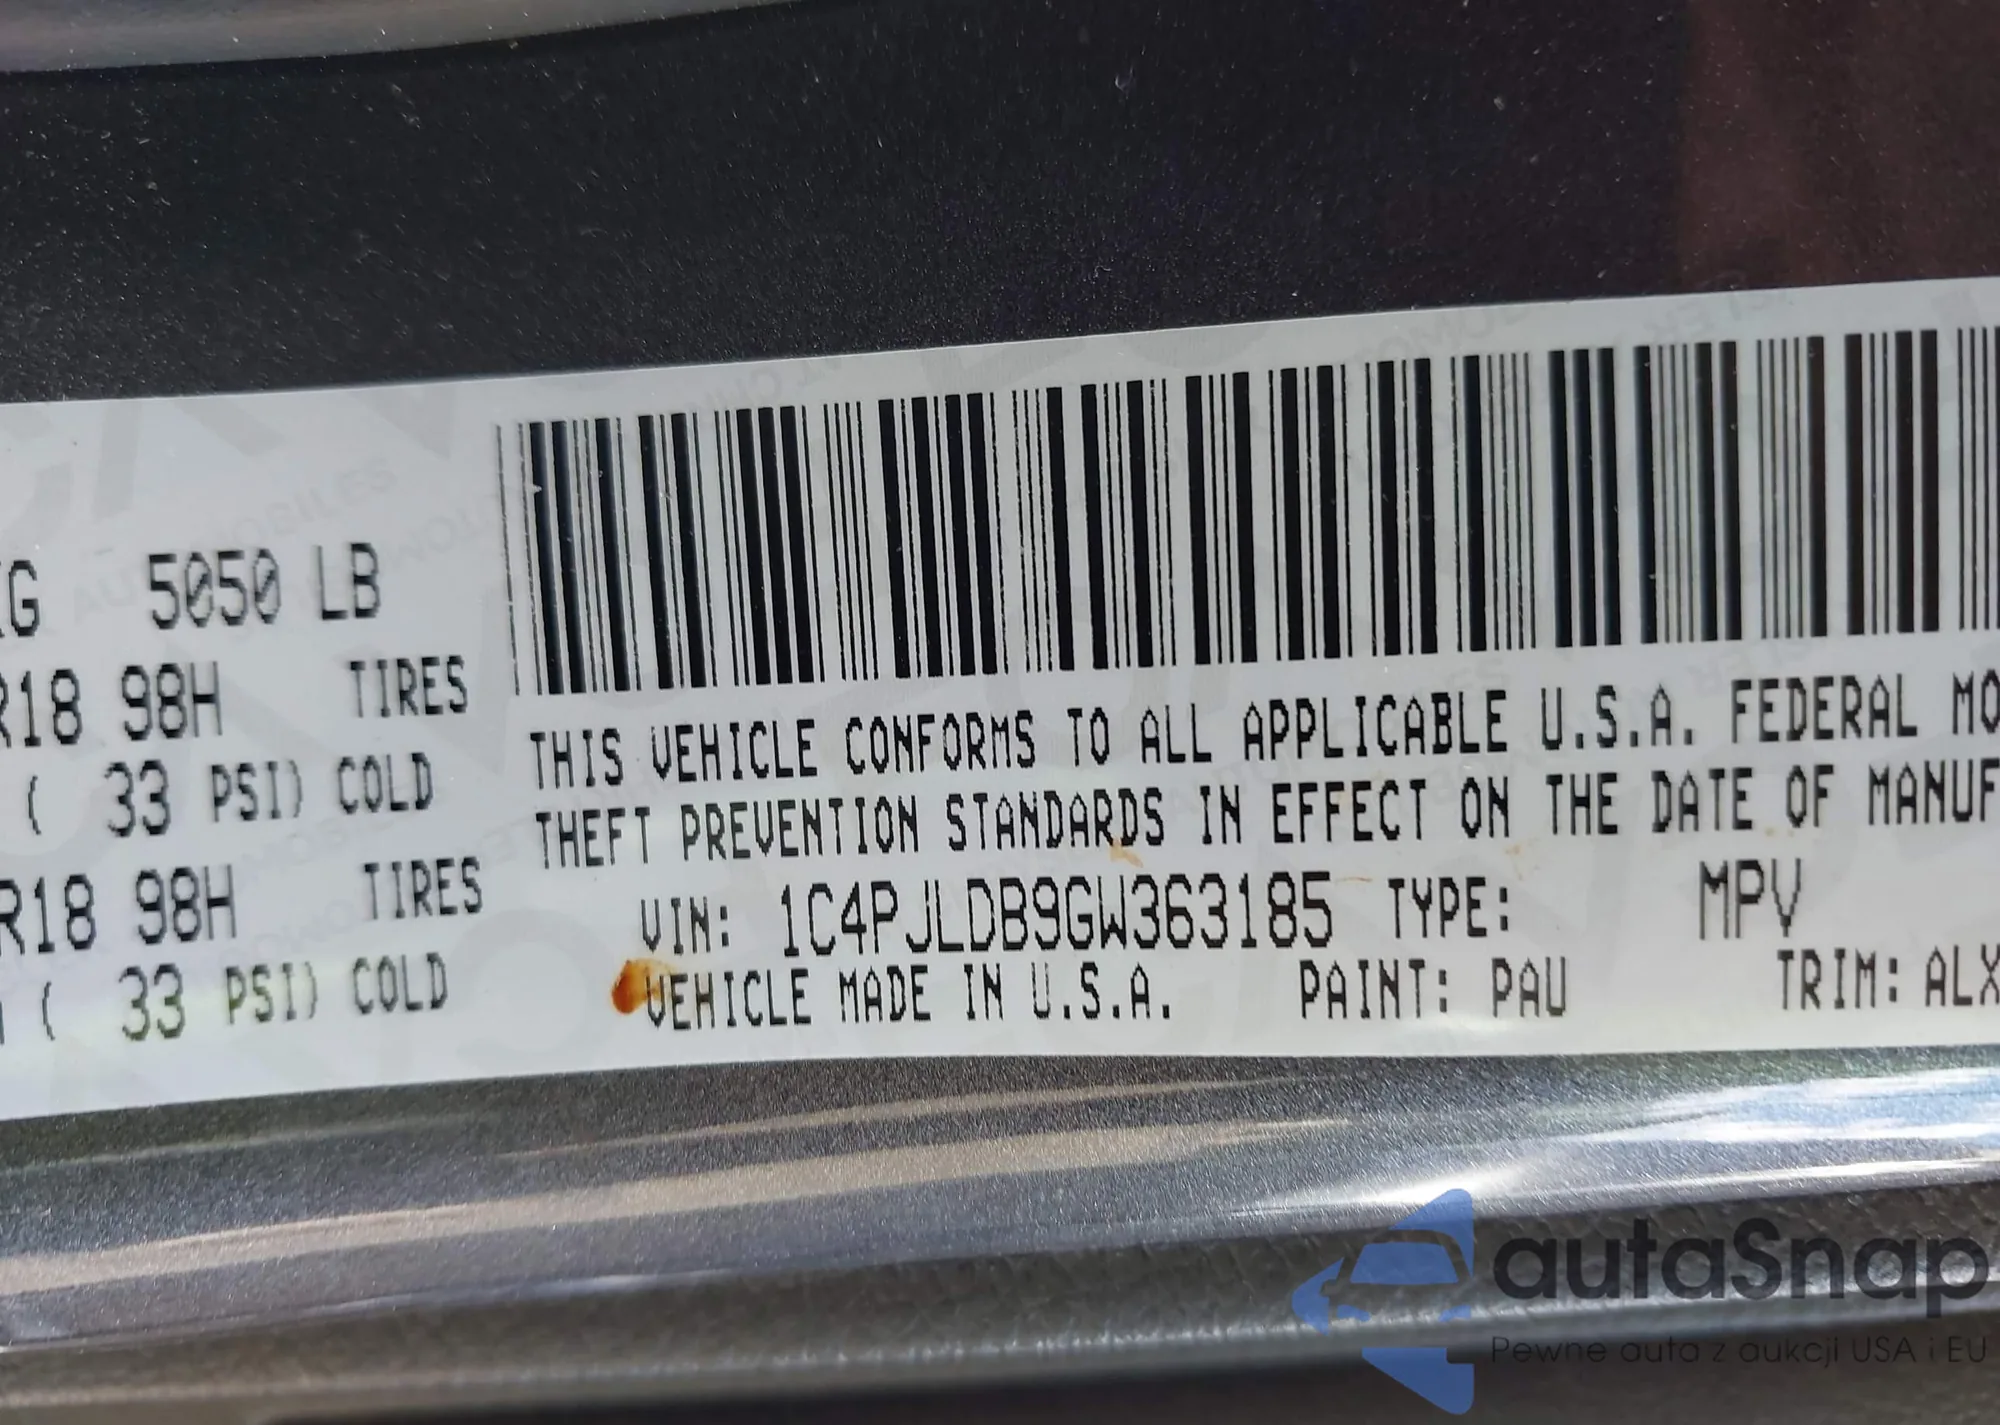 KG 5050 LB
R18 98H TIRES
( 33 PSI) COLD
R18 98H TIRES
( 33 PSI) COLD
THIS VEHICLE CONFORMS TO ALL APPLICABLE U.S.A. FEDERAL MO
THEFT PREVENTION STANDARDS IN EFFECT ON THE DATE OF MANUF
VIN: 1C4PJLDB9GW363185 TYPE: MPV
VEHICLE MADE IN U.S.A. PAINT: PAU TRIM: ALX
autaSnap
Pewne auta z aukcji USA i EU